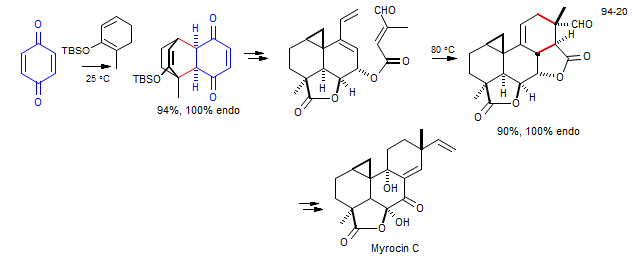 94-20
O
O
TBSO
25 °C
TBSO
H
H
O
O
94%, 100% endo
H
H
O
O
O
O
CHO
80 °C
CHO
H
H
H
O
O
O
O
90%, 100% endo
OH
O
OH
O
O
Myrocin C